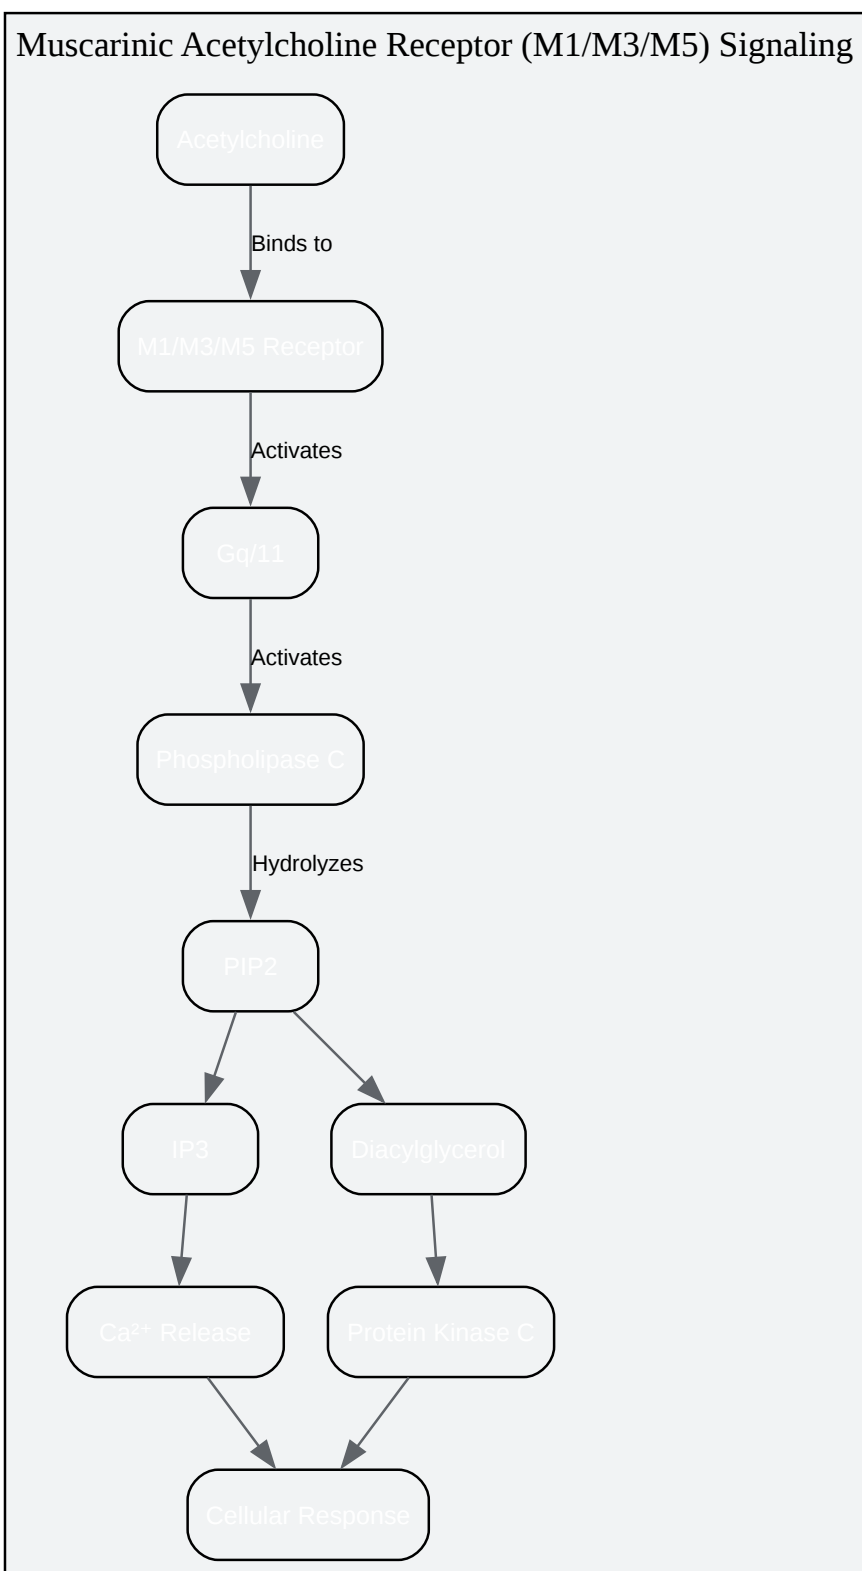 Muscarinic Acetylcholine Receptor (M1/M3/M5) Signaling
Acetylcholine
Binds to
M1/M3/M5 Receptor
Activates
Gq/11
Activates
Phospholipase C
Hydrolyzes
PIP2
IP3
Diacylglycerol
Ca²⁺ Release
Protein Kinase C
Cellular Response